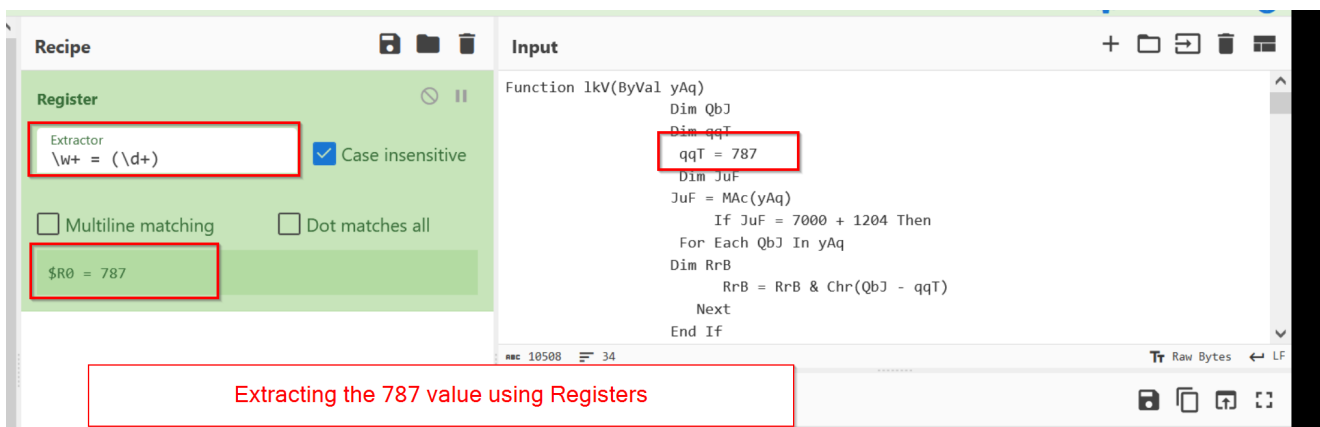 Recipe
Register
Extractor
\w+ = (\d+)
Case insensitive
Multiline matching
Dot matches all
$R0 = 787
Input
Function lkV(ByVal yAq)
Dim QbJ
Dim qqT
qqT = 787
Dim JuF
JuF = MAc(yAq)
If JuF = 7000 + 1204 Then
For Each QbJ In yAq
Dim RrB
RrB = RrB & Chr(QbJ - qqT)
Next
End If
ABC 10508 34
Tт Raw Bytes LF
Extracting the 787 value using Registers